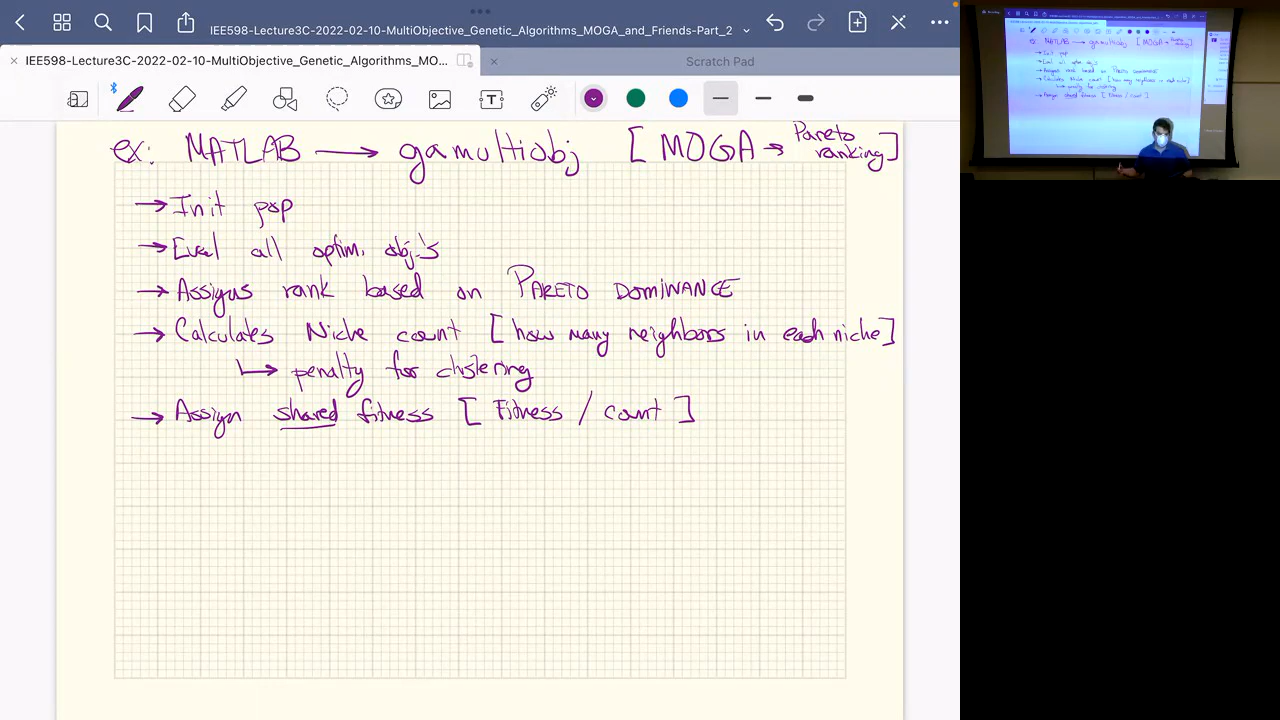 IEE598-Lecture3C-2022-02-10-MultiObjective_Genetic_Algorithms_MOGA_and_Friends-Part_2
IEE598-Lecture3C-2022-02-10-MultiObjective_Genetic_Algorithms_MO...
Scratch Pad
ex: MATLAB → gamultiobj [ MOGA → Pareto ranking ]
→ Init pop
→ Eval all optim. obj.'s
→ Assigns rank based on PARETO DOMINANCE
→ Calculates Niche count [ how many neighbors in each niche ]
↳ penalty for clustering
→ Assign shared fitness [ Fitness / count ]